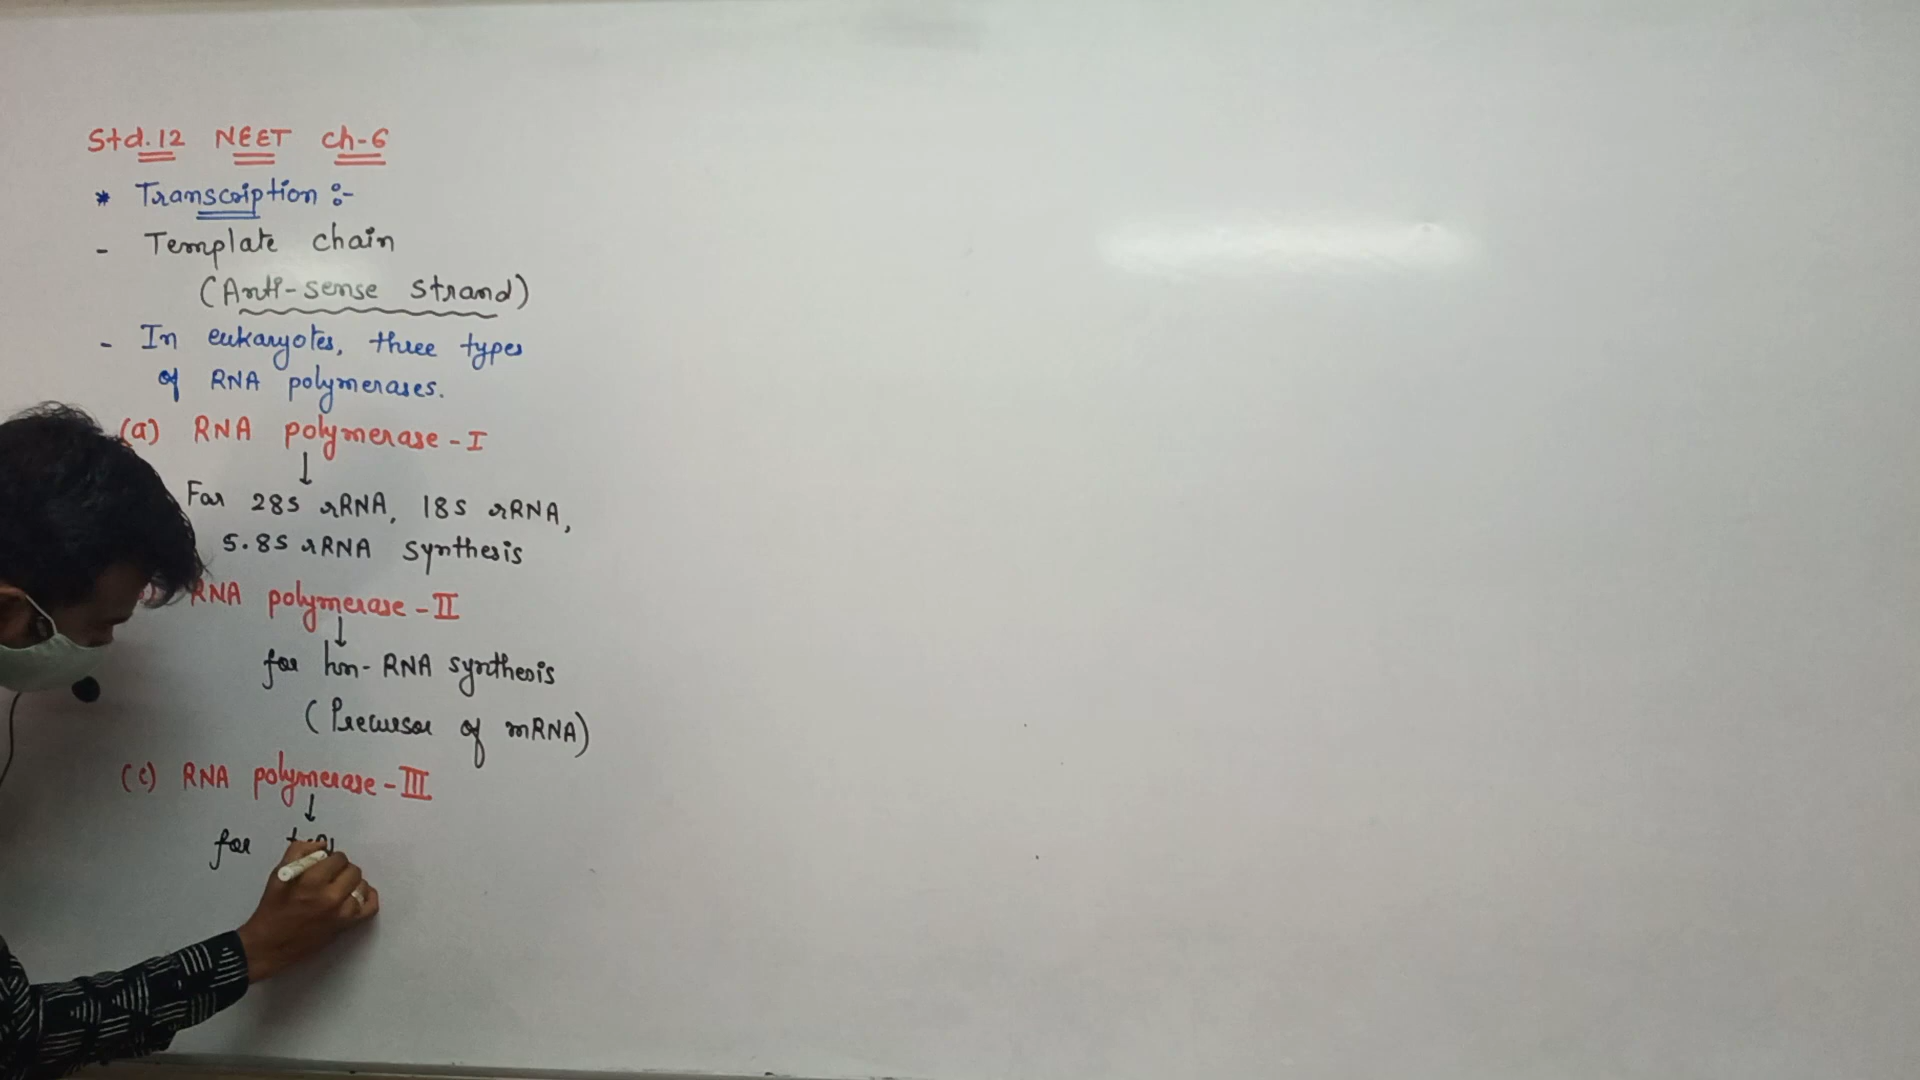 Std.12 NEET Ch-6
* Transcription :-
- Template chain
(Anti-sense strand)
- In eukaryotes, three types
of RNA polymerases.
(a) RNA polymerase - I
↓
For 28S rRNA, 18S rRNA,
5.8S rRNA synthesis
RNA polymerase - II
↓
for hn-RNA synthesis
(Precursor of mRNA)
(c) RNA polymerase - III
↓
for